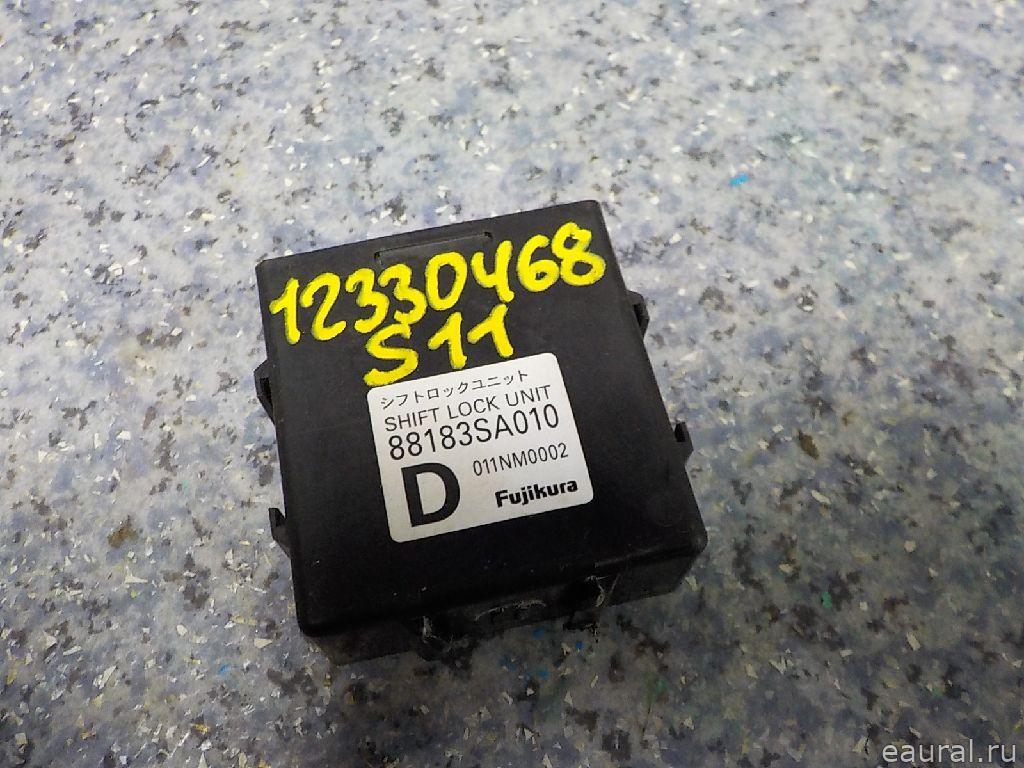 12330468
S11
シフトロックユニット
SHIFT LOCK UNIT
88183SA010
D 011NM0002
Fujikura
eaural.ru